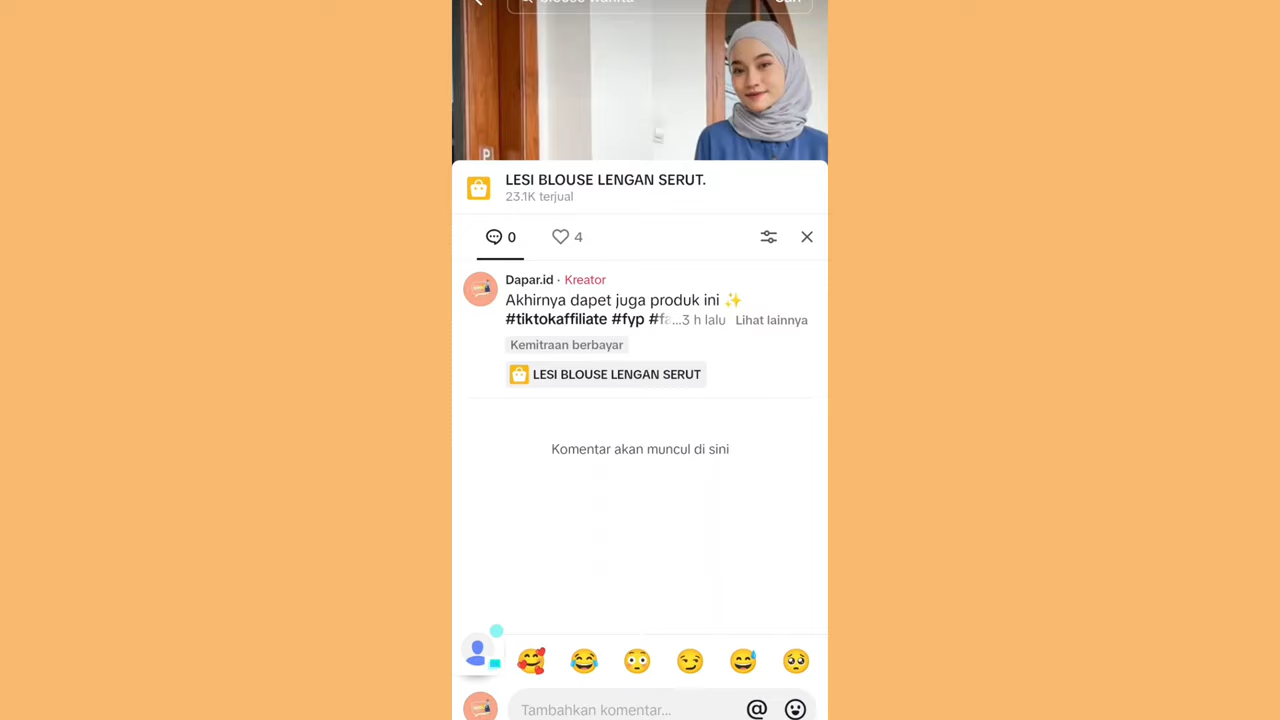 P
LESI BLOUSE LENGAN SERUT.
23.1K terjual
0
4
Dapar.id · Kreator
Akhirnya dapet juga produk ini ✨
#tiktokaffiliate #fyp #fa...3 h lalu Lihat lainnya
Kemitraan berbayar
LESI BLOUSE LENGAN SERUT
Komentar akan muncul di sini
Tambahkan komentar...
@